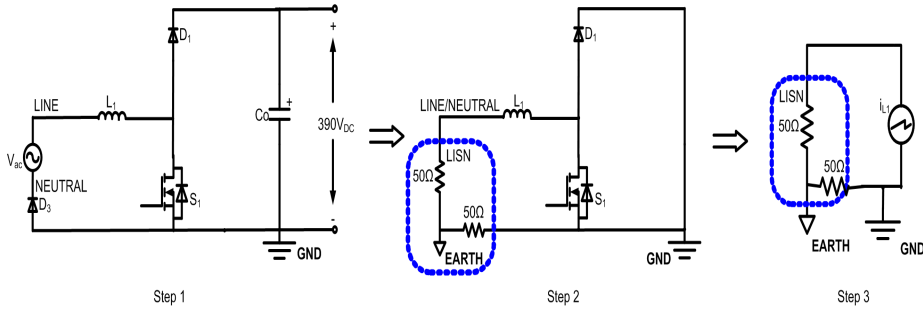 D1
LINE
L1
+
Vac
NEUTRAL
D3
S1
Co
+
390VDC
-
GND
Step 1
D1
LINE/NEUTRAL
L1
LISN
50Ω
50Ω
S1
EARTH
GND
Step 2
LISN
50Ω
50Ω
iL1
EARTH
GND
Step 3